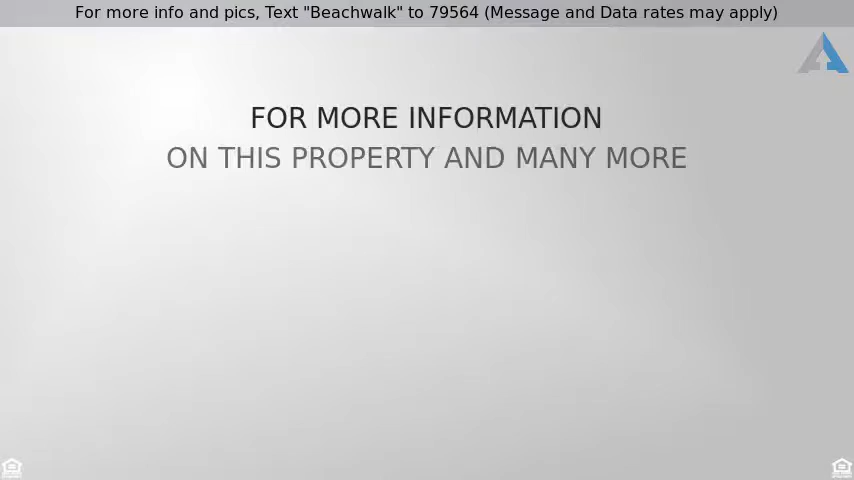 For more info and pics, Text "Beachwalk" to 79564 (Message and Data rates may apply)
FOR MORE INFORMATION
ON THIS PROPERTY AND MANY MORE